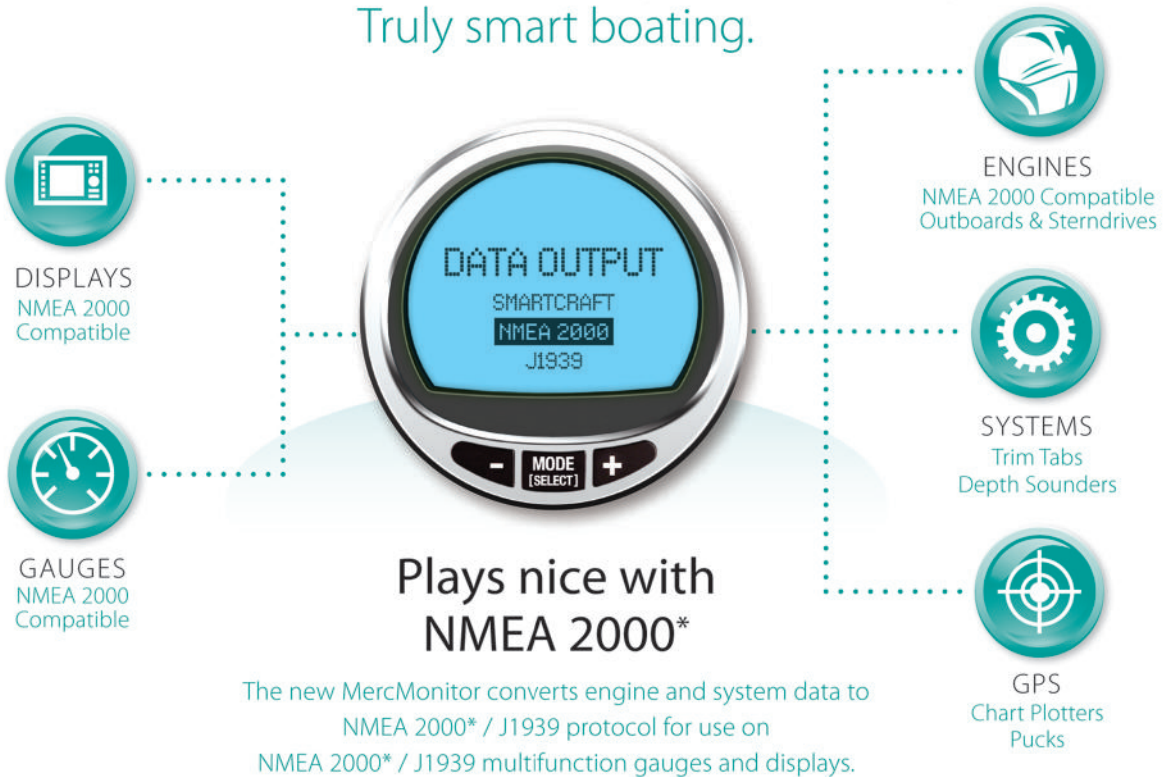 Truly smart boating.
DISPLAYS
NMEA 2000
Compatible
GAUGES
NMEA 2000
Compatible
DATA OUTPUT
SMARTCRAFT
NMEA 2000
J1939
-
MODE
[SELECT]
+
Plays nice with
NMEA 2000*
The new MercMonitor converts engine and system data to
NMEA 2000* / J1939 protocol for use on
NMEA 2000* / J1939 multifunction gauges and displays.
ENGINES
NMEA 2000 Compatible
Outboards & Sterndrives
SYSTEMS
Trim Tabs
Depth Sounders
GPS
Chart Plotters
Pucks